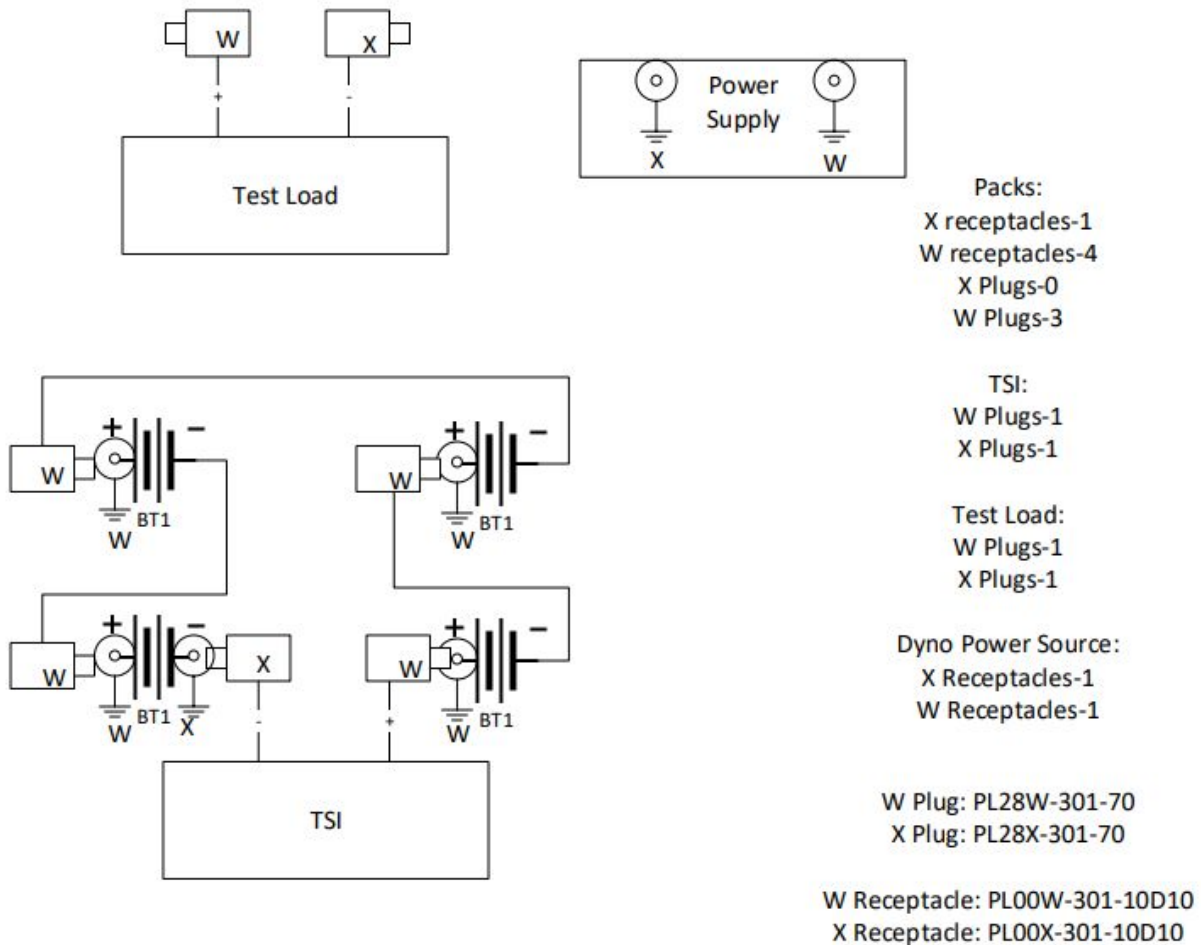 W
X
+
-
Test Load
Power
Supply
X
W
Packs:
X receptacles-1
W receptacles-4
X Plugs-0
W Plugs-3
TSI:
W Plugs-1
X Plugs-1
Test Load:
W Plugs-1
X Plugs-1
Dyno Power Source:
X Receptacles-1
W Receptacles-1
W Plug: PL28W-301-70
X Plug: PL28X-301-70
W Receptacle: PL00W-301-10D10
X Receptacle: PL00X-301-10D10
+ -
W
BT1
W
+ -
W
BT1
W
+ -
W
X
BT1
W
X
+ -
W
BT1
W
-
+
TSI